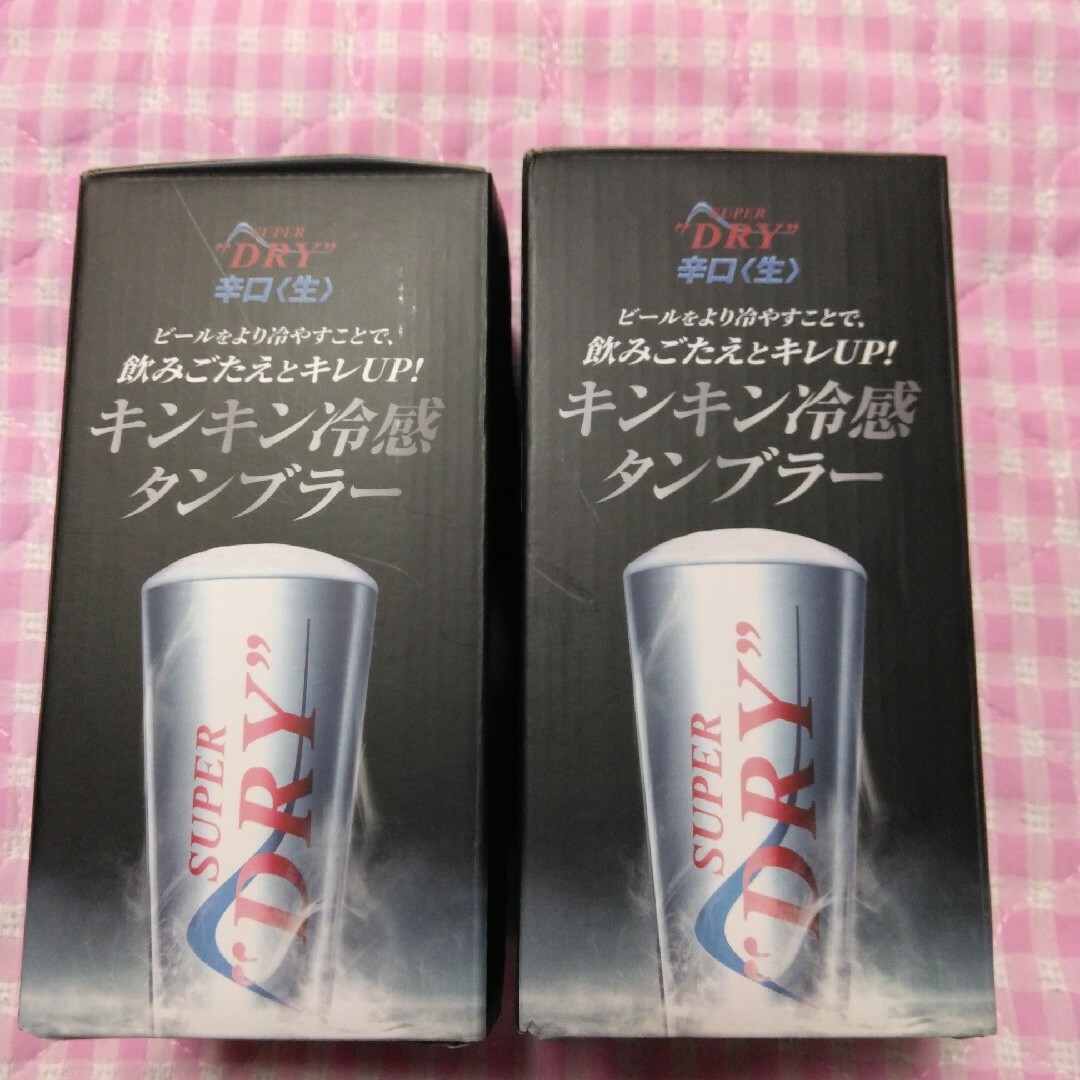 SUPER
"DRY"
辛口〈生〉
ビールをより冷やすことで、
飲みごたえとキレUP!
キンキン冷感
タンブラー
SUPER
"DRY"
SUPER
"DRY"
辛口〈生〉
ビールをより冷やすことで、
飲みごたえとキレUP!
キンキン冷感
タンブラー
SUPER
"DRY"